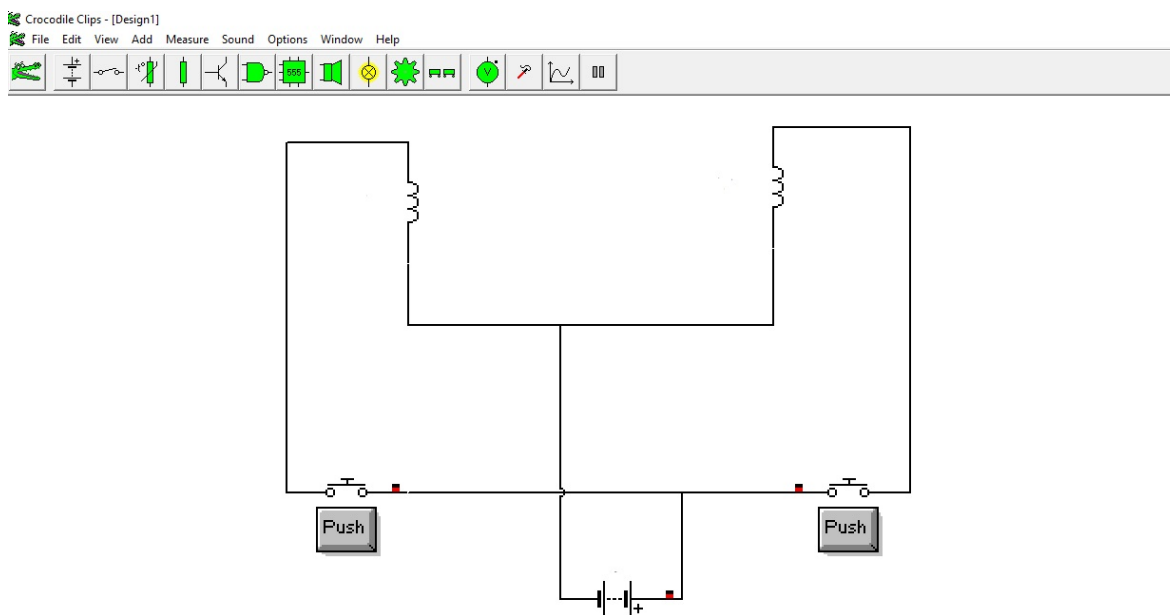 Crocodile Clips - [Design1]
File Edit View Add Measure Sound Options Window Help
555 V
Push Push
+